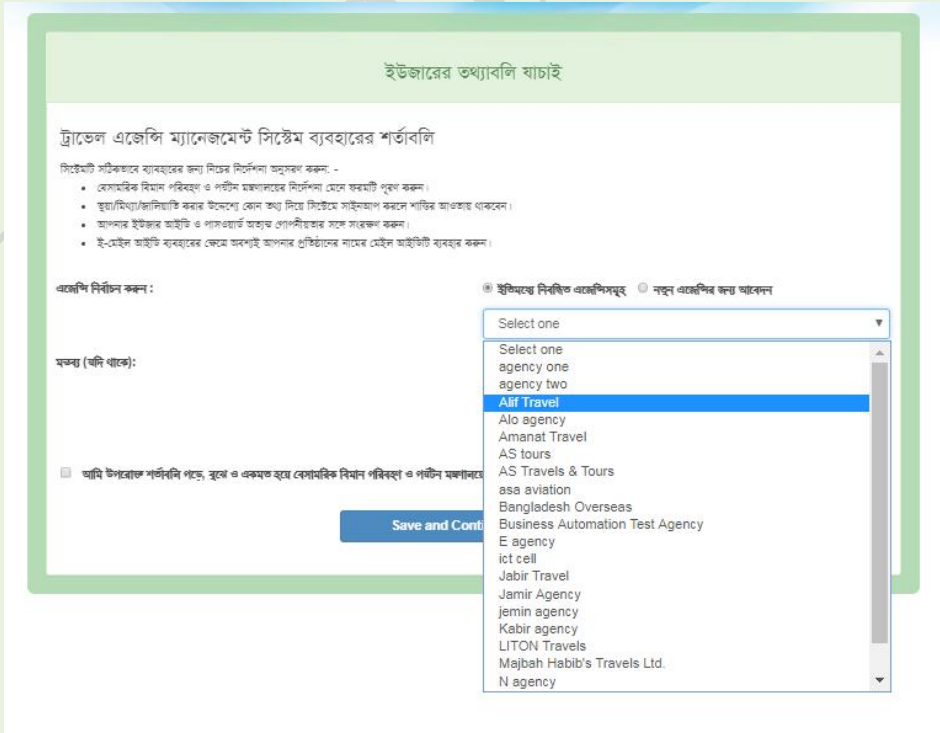 ইউজারের তথ্যাবলি যাচাই
ট্রাভেল এজেন্সি ম্যানেজমেন্ট সিস্টেম ব্যবহারের শর্তাবলি
সিস্টেমটি সঠিকভাবে ব্যাবহারের জন্য নিচের নির্দেশনা অনুসরণ করুন: -
বেসামরিক বিমান পরিবহণ ও পর্যটন মন্ত্রণালয়ের নির্দেশনা মেনে ফরমটি পূরণ করুন।
ভুয়া/মিথ্যা/জালিয়াতি করার উদ্দেশ্যে কোন তথ্য দিয়ে সিস্টেমে সাইনআপ করলে শাস্তির আওতায় থাকবেন।
আপনার ইউজার আইডি ও পাসওয়ার্ড অত্যন্ত গোপনীয়তার সঙ্গে সংরক্ষণ করুন।
ই-মেইল আইডি ব্যবহারের ক্ষেত্রে অবশ্যই আপনার প্রতিষ্ঠানের নামের মেইল আইডিটি ব্যবহার করুন।
এজেন্সি নির্বাচন করুন :
ইতিমধ্যে নিবন্ধিত এজেন্সিসমূহ নতুন এজেন্সির জন্য আবেদন
Select one
Select one
মন্তব্য (যদি থাকে):
agency one
agency two
Alif Travel
Alo agency
Amanat Travel
AS tours
AS Travels & Tours
আমি উপরোক্ত শর্তাবলি পড়ে, বুঝে ও একমত হয়ে বেসামরিক বিমান পরিবহণ ও পর্যটন মন্ত্রণালয়ে
asa aviation
Bangladesh Overseas
Business Automation Test Agency
Save and Conti
E agency
ict cell
Jabir Travel
Jamir Agency
jemin agency
Kabir agency
LITON Travels
Majbah Habib's Travels Ltd.
N agency